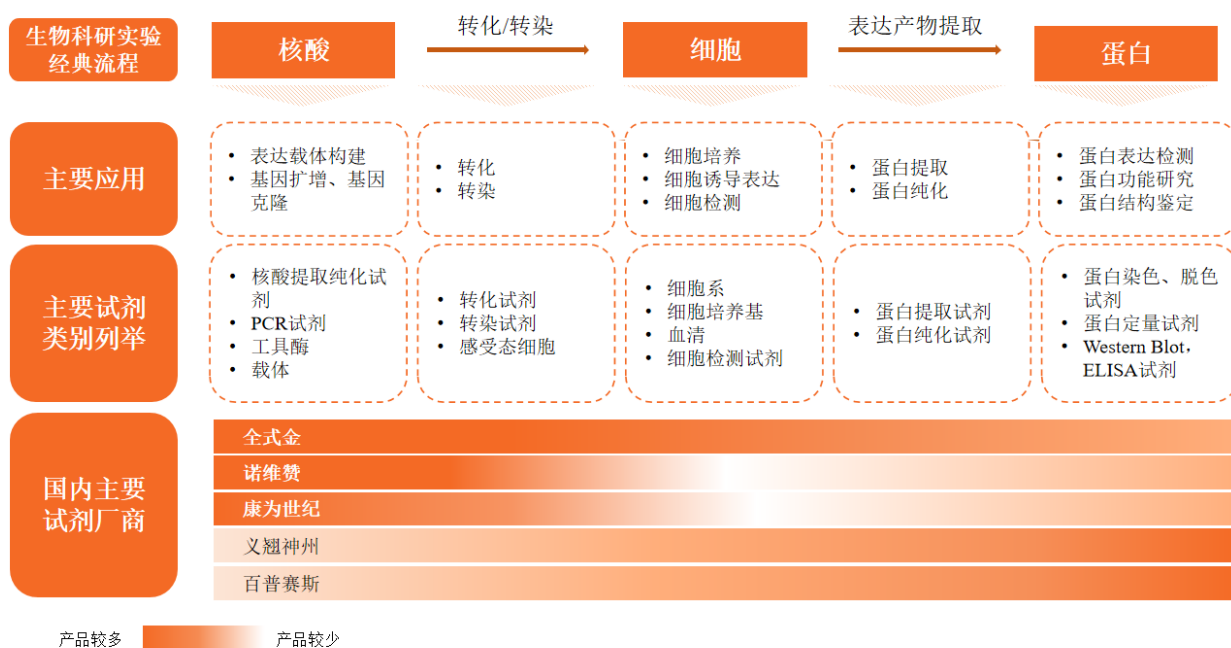 生物科研实验
经典流程
核酸
转化/转染
细胞
表达产物提取
蛋白
主要应用
• 表达载体构建
• 基因扩增、基因
克隆
• 转化
• 转染
• 细胞培养
• 细胞诱导表达
• 细胞检测
• 蛋白提取
• 蛋白纯化
• 蛋白表达检测
• 蛋白功能研究
• 蛋白结构鉴定
主要试剂
类别列举
• 核酸提取纯化试
剂
• PCR试剂
• 工具酶
• 载体
• 转化试剂
• 转染试剂
• 感受态细胞
• 细胞系
• 细胞培养基
• 血清
• 细胞检测试剂
• 蛋白提取试剂
• 蛋白纯化试剂
• 蛋白染色、脱色
试剂
• 蛋白定量试剂
• Western Blot，
ELISA试剂
国内主要
试剂厂商
全式金
诺维赞
康为世纪
义翘神州
百普赛斯
产品较多
产品较少